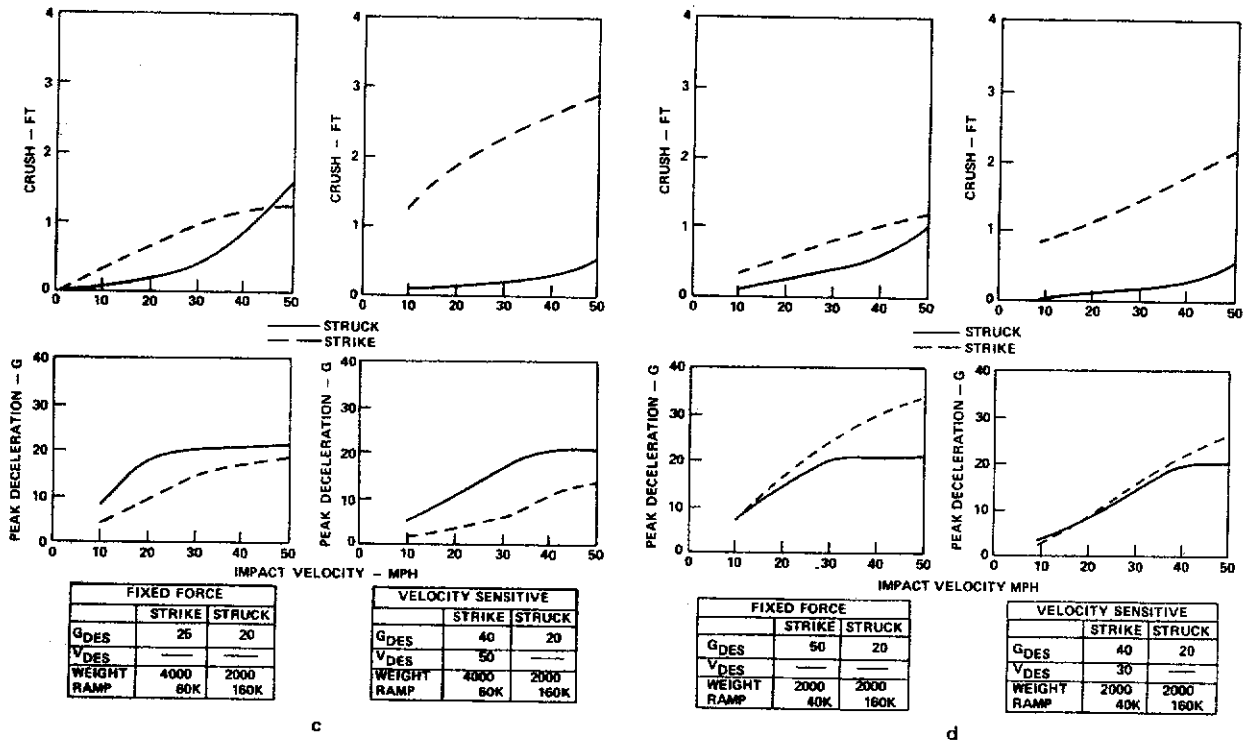 4 4 4 4
3 3 3 3
CRUSH – FT CRUSH – FT CRUSH – FT CRUSH – FT
2 2 2 2
1 1 1 1
0 0 0 0
0 10 20 30 40 50 0 10 20 30 40 50 0 10 20 30 40 50 0 10 20 30 40 50
STRUCK STRUCK
STRIKE STRIKE
40 40 40 40
30 30 30 30
PEAK DECELERATION – G PEAK DECELERATION – G PEAK DECELERATION – G PEAK DECELERATION – G
20 20 20 20
10 10 10 10
0 0 0 0
10 20 30 40 50 10 20 30 40 50 0 10 20 30 40 50 0 10 20 30 40 50
IMPACT VELOCITY – MPH IMPACT VELOCITY MPH
FIXED FORCE
STRIKE STRUCK
GDES 25 20
VDES — —
WEIGHT 4000 2000
RAMP 60K 160K
VELOCITY SENSITIVE
STRIKE STRUCK
GDES 40 20
VDES 50 —
WEIGHT 4000 2000
RAMP 60K 160K
c
FIXED FORCE
STRIKE STRUCK
GDES 50 20
VDES — —
WEIGHT 2000 2000
RAMP 40K 160K
VELOCITY SENSITIVE
STRIKE STRUCK
GDES 40 20
VDES 30 —
WEIGHT 2000 2000
RAMP 40K 160K
d